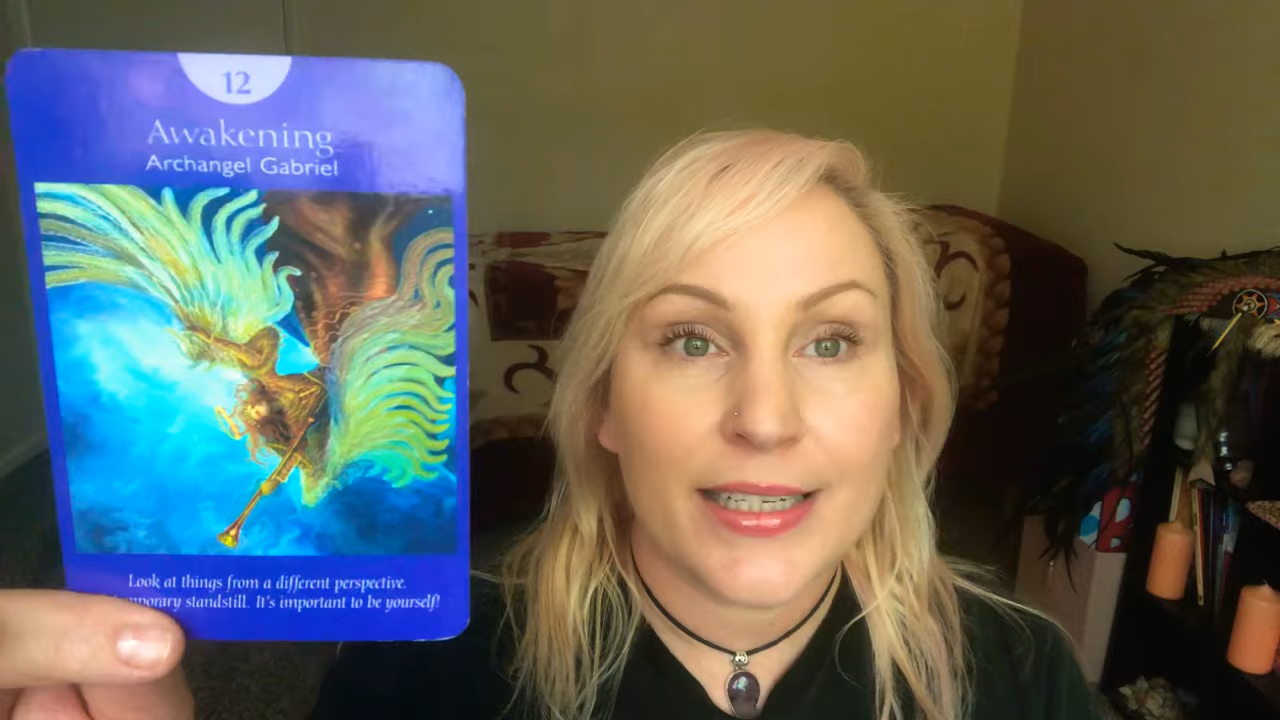 12
Awakening
Archangel Gabriel
Look at things from a different perspective.
standstill. It's important to be yourself!